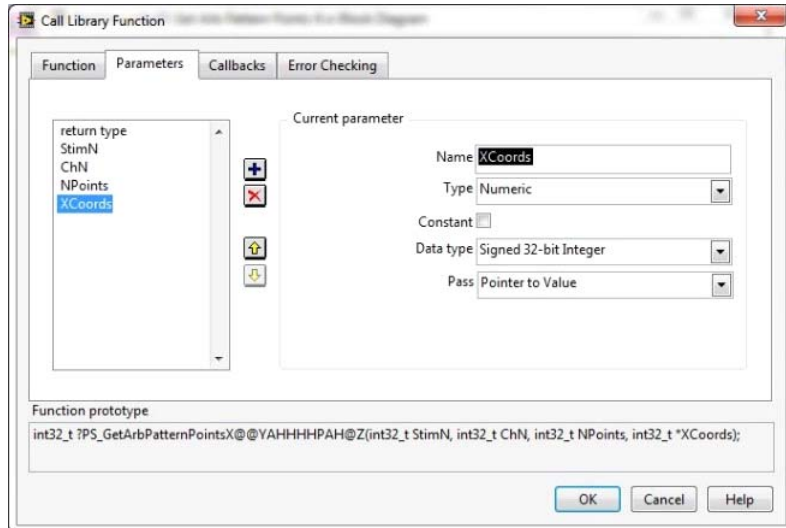 Call Library Function
Function Parameters Callbacks Error Checking
return type
StimN
ChN
NPoints
XCoords
Current parameter
Name XCoords
Type Numeric
Constant
Data type Signed 32-bit Integer
Pass Pointer to Value
Function prototype
int32_t ?PS_GetArbPatternPointsX@@YAHHHHPAH@Z(int32_t StimN, int32_t ChN, int32_t NPoints, int32_t *XCoords);
OK Cancel Help